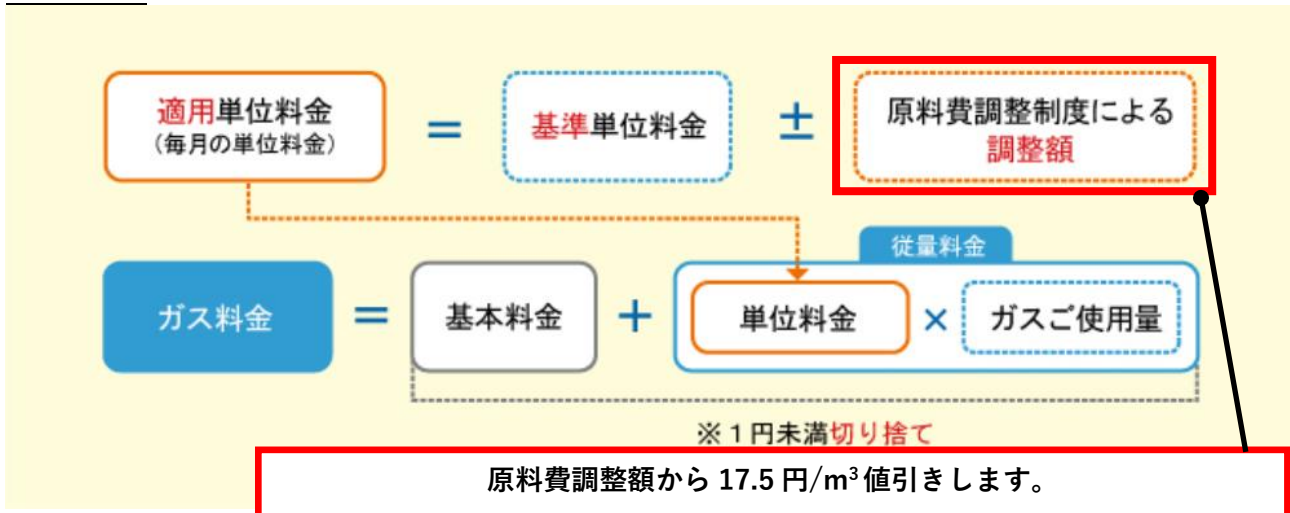 適用単位料金
(毎月の単位料金)
=
基準単位料金
±
原料費調整制度による
調整額
従量料金
ガス料金
=
基本料金
+
単位料金
×
ガスご使用量
※1円未満切り捨て
原料費調整額から 17.5 円/m³値引きします。